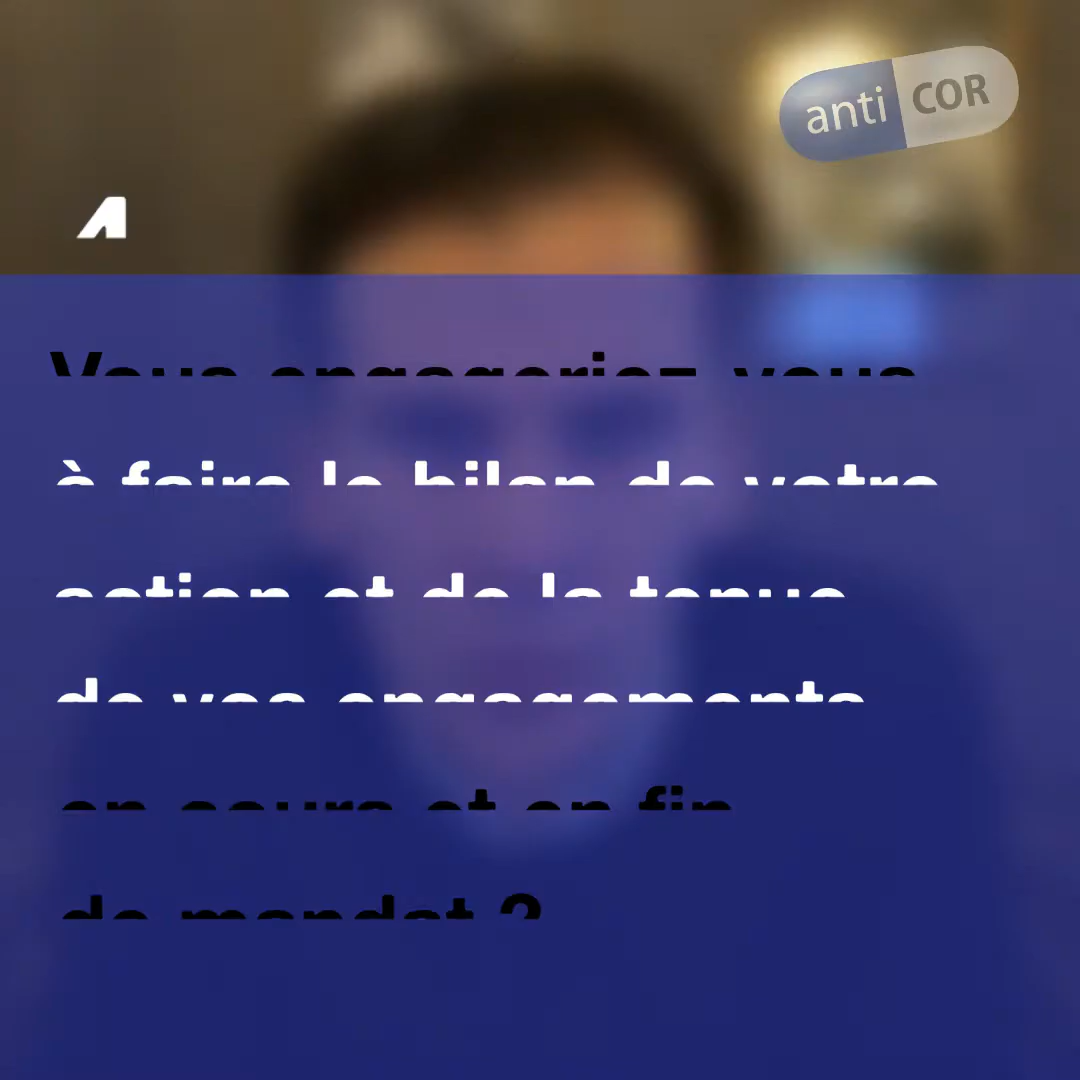 anti COR
Vous engageriez-vous
à faire le bilan de votre
action et de la tenue
de vos engagements
en cours et en fin
de mandat ?